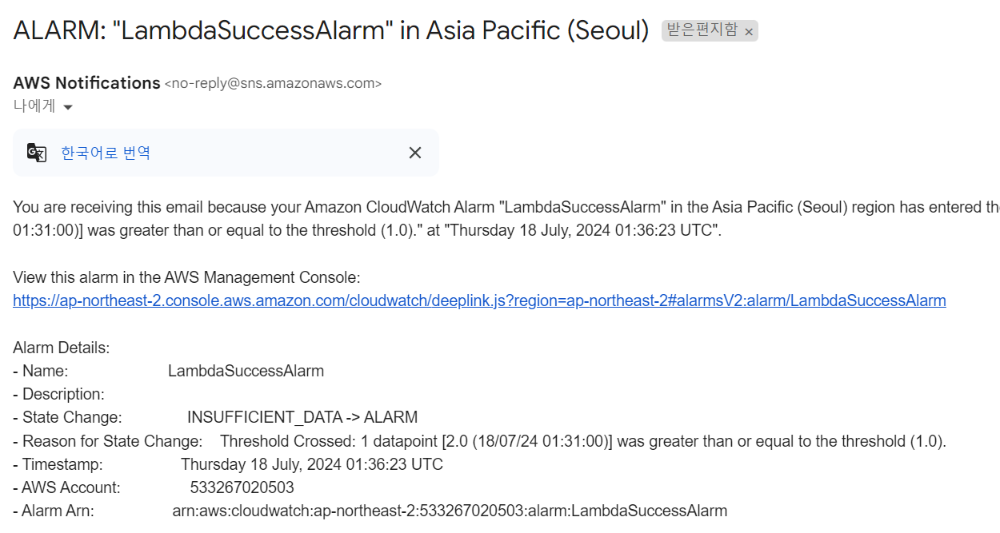 ALARM: "LambdaSuccessAlarm" in Asia Pacific (Seoul) 받은편지함 ×
AWS Notifications <no-reply@sns.amazonaws.com>
나에게
한국어로 번역
You are receiving this email because your Amazon CloudWatch Alarm "LambdaSuccessAlarm" in the Asia Pacific (Seoul) region has entered the
01:31:00)] was greater than or equal to the threshold (1.0)." at "Thursday 18 July, 2024 01:36:23 UTC".
View this alarm in the AWS Management Console:
https://ap-northeast-2.console.aws.amazon.com/cloudwatch/deeplink.js?region=ap-northeast-2#alarmsV2:alarm/LambdaSuccessAlarm
Alarm Details:
- Name: LambdaSuccessAlarm
- Description:
- State Change: INSUFFICIENT_DATA -> ALARM
- Reason for State Change: Threshold Crossed: 1 datapoint [2.0 (18/07/24 01:31:00)] was greater than or equal to the threshold (1.0).
- Timestamp: Thursday 18 July, 2024 01:36:23 UTC
- AWS Account: 533267020503
- Alarm Arn: arn:aws:cloudwatch:ap-northeast-2:533267020503:alarm:LambdaSuccessAlarm